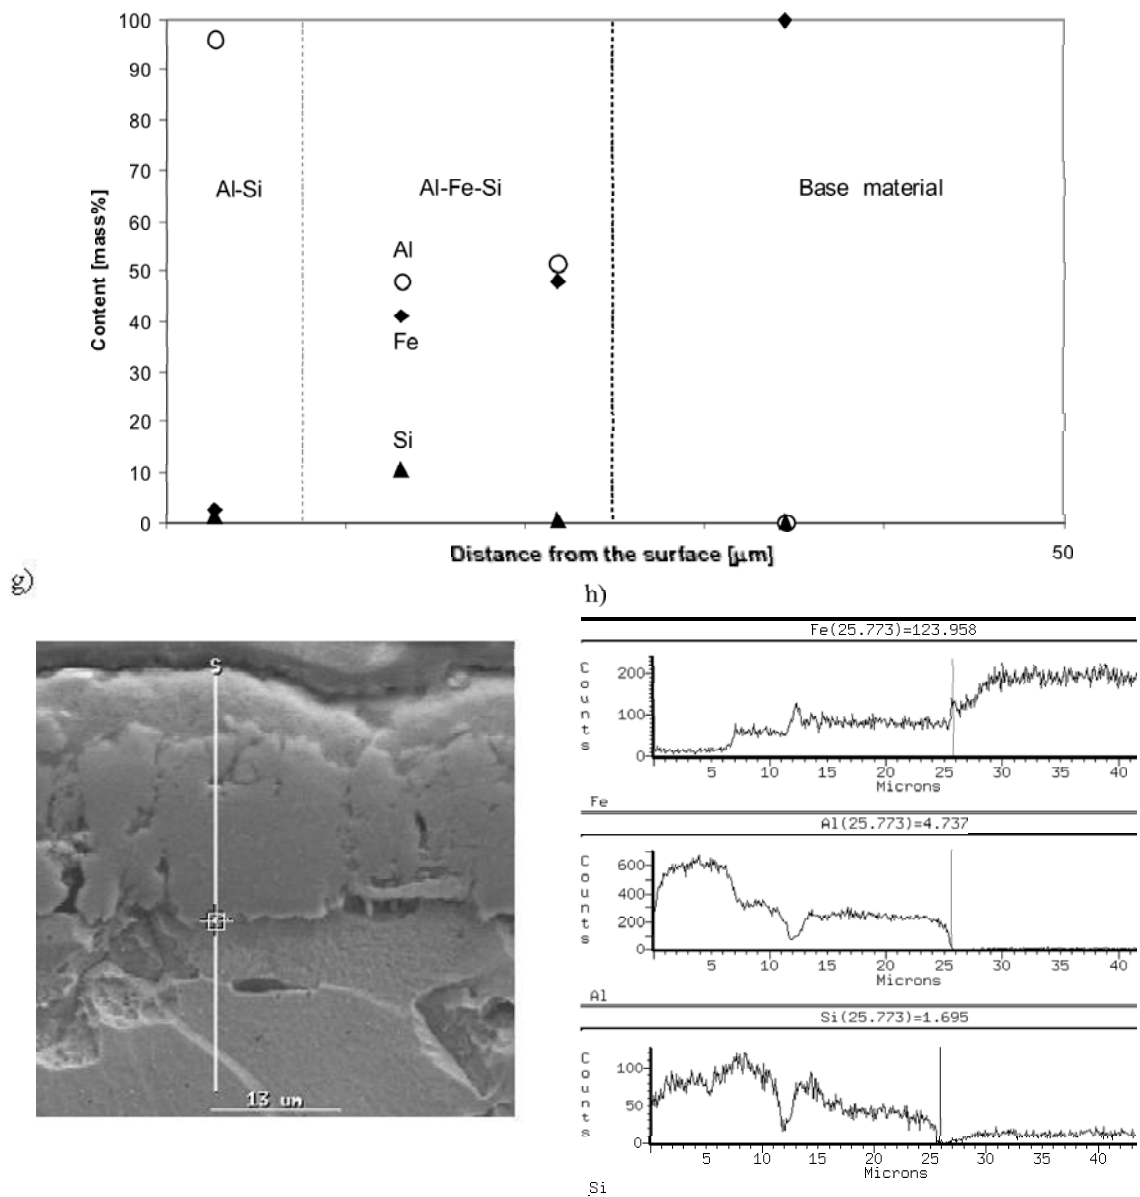 100
90
80
70
60
50
40
30
20
10
0
Content [mass%]
Al-Si
Al-Fe-Si
Base material
Al
Fe
Si
Distance from the surface [µm]
50
g)
h)
S
13 um
Fe(25.773)=123.958
Counts
200
100
0
5 10 15 20 25 30 35 40
Microns
Fe
Al(25.773)=4.737
Counts
600
400
200
0
5 10 15 20 25 30 35 40
Microns
Al
Si(25.773)=1.695
Counts
100
50
0
5 10 15 20 25 30 35 40
Microns
Si